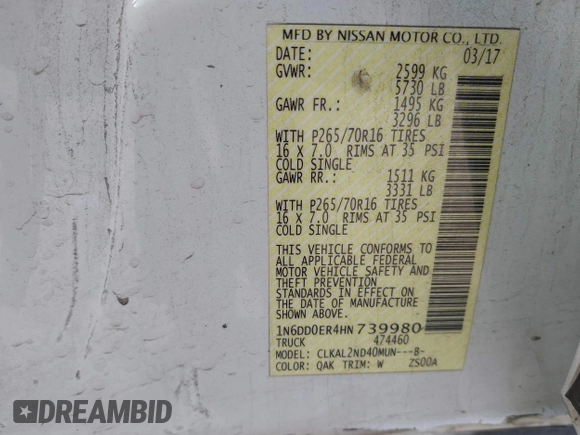 MFD BY NISSAN MOTOR CO., LTD.
DATE: 03/17
GVWR: 2599 KG
5730 LB
GAWR FR.: 1495 KG
3296 LB
WITH P265/70R16 TIRES
16 X 7.0 RIMS AT 35 PSI
COLD SINGLE
GAWR RR.: 1511 KG
3331 LB
WITH P265/70R16 TIRES
16 X 7.0 RIMS AT 35 PSI
COLD SINGLE
THIS VEHICLE CONFORMS TO
ALL APPLICABLE FEDERAL
MOTOR VEHICLE SAFETY AND
THEFT PREVENTION
STANDARDS IN EFFECT ON
THE DATE OF MANUFACTURE
SHOWN ABOVE.
1N6DD0ER4HN739980
TRUCK 474460
MODEL: CLKAL2ND40MUN---B-
COLOR: QAK TRIM: W ZS00A
DREAMBID